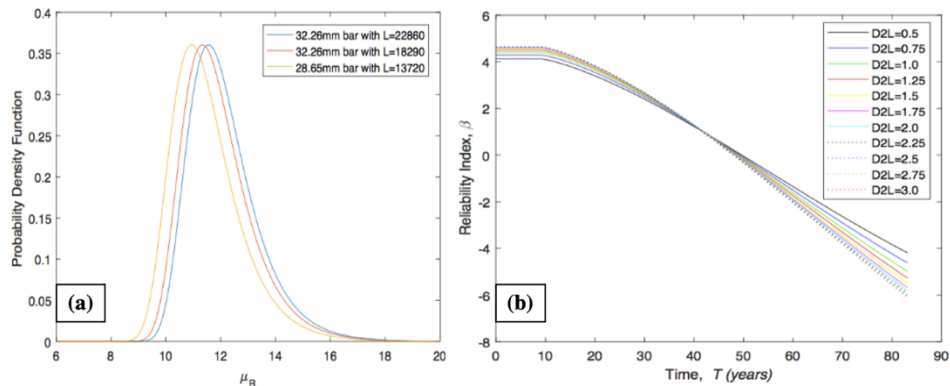 0.4
0.35
0.3
0.25
0.2
0.15
0.1
0.05
0
Probability Density Function
32.26mm bar with L=22860
32.26mm bar with L=18290
28.65mm bar with L=13720
(a)
6 8 10 12 14 16 18 20
μR
6
4
2
0
-2
-4
-6
-8
Reliability Index, β
D2L=0.5
D2L=0.75
D2L=1.0
D2L=1.25
D2L=1.5
D2L=1.75
D2L=2.0
D2L=2.25
D2L=2.5
D2L=2.75
D2L=3.0
(b)
0 10 20 30 40 50 60 70 80 90
Time, T (years)